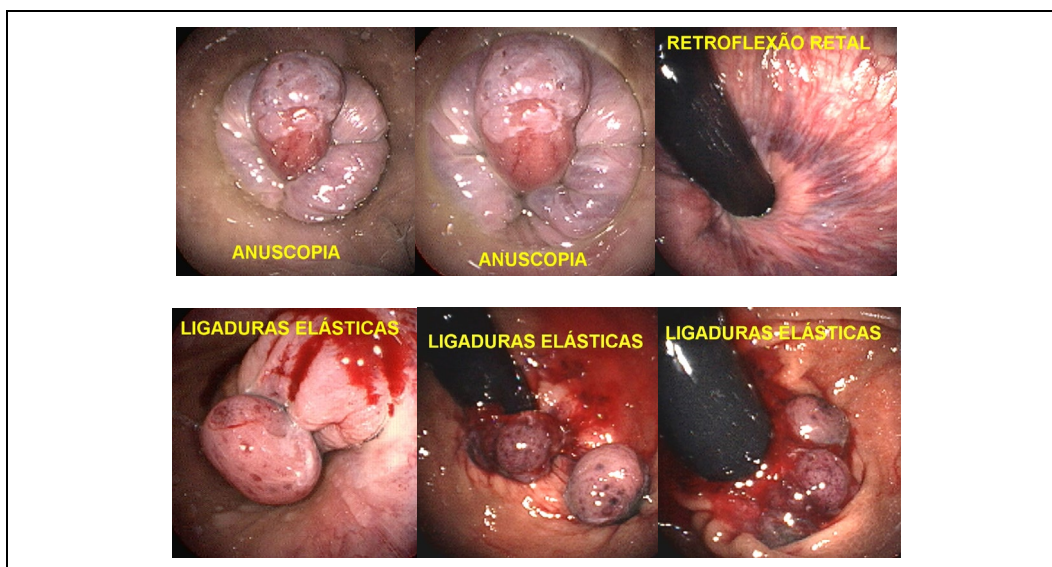 RETROFLEXÃO RETAL
ANUSCOPIA
ANUSCOPIA
LIGADURAS ELÁSTICAS
LIGADURAS ELÁSTICAS
LIGADURAS ELÁSTICAS